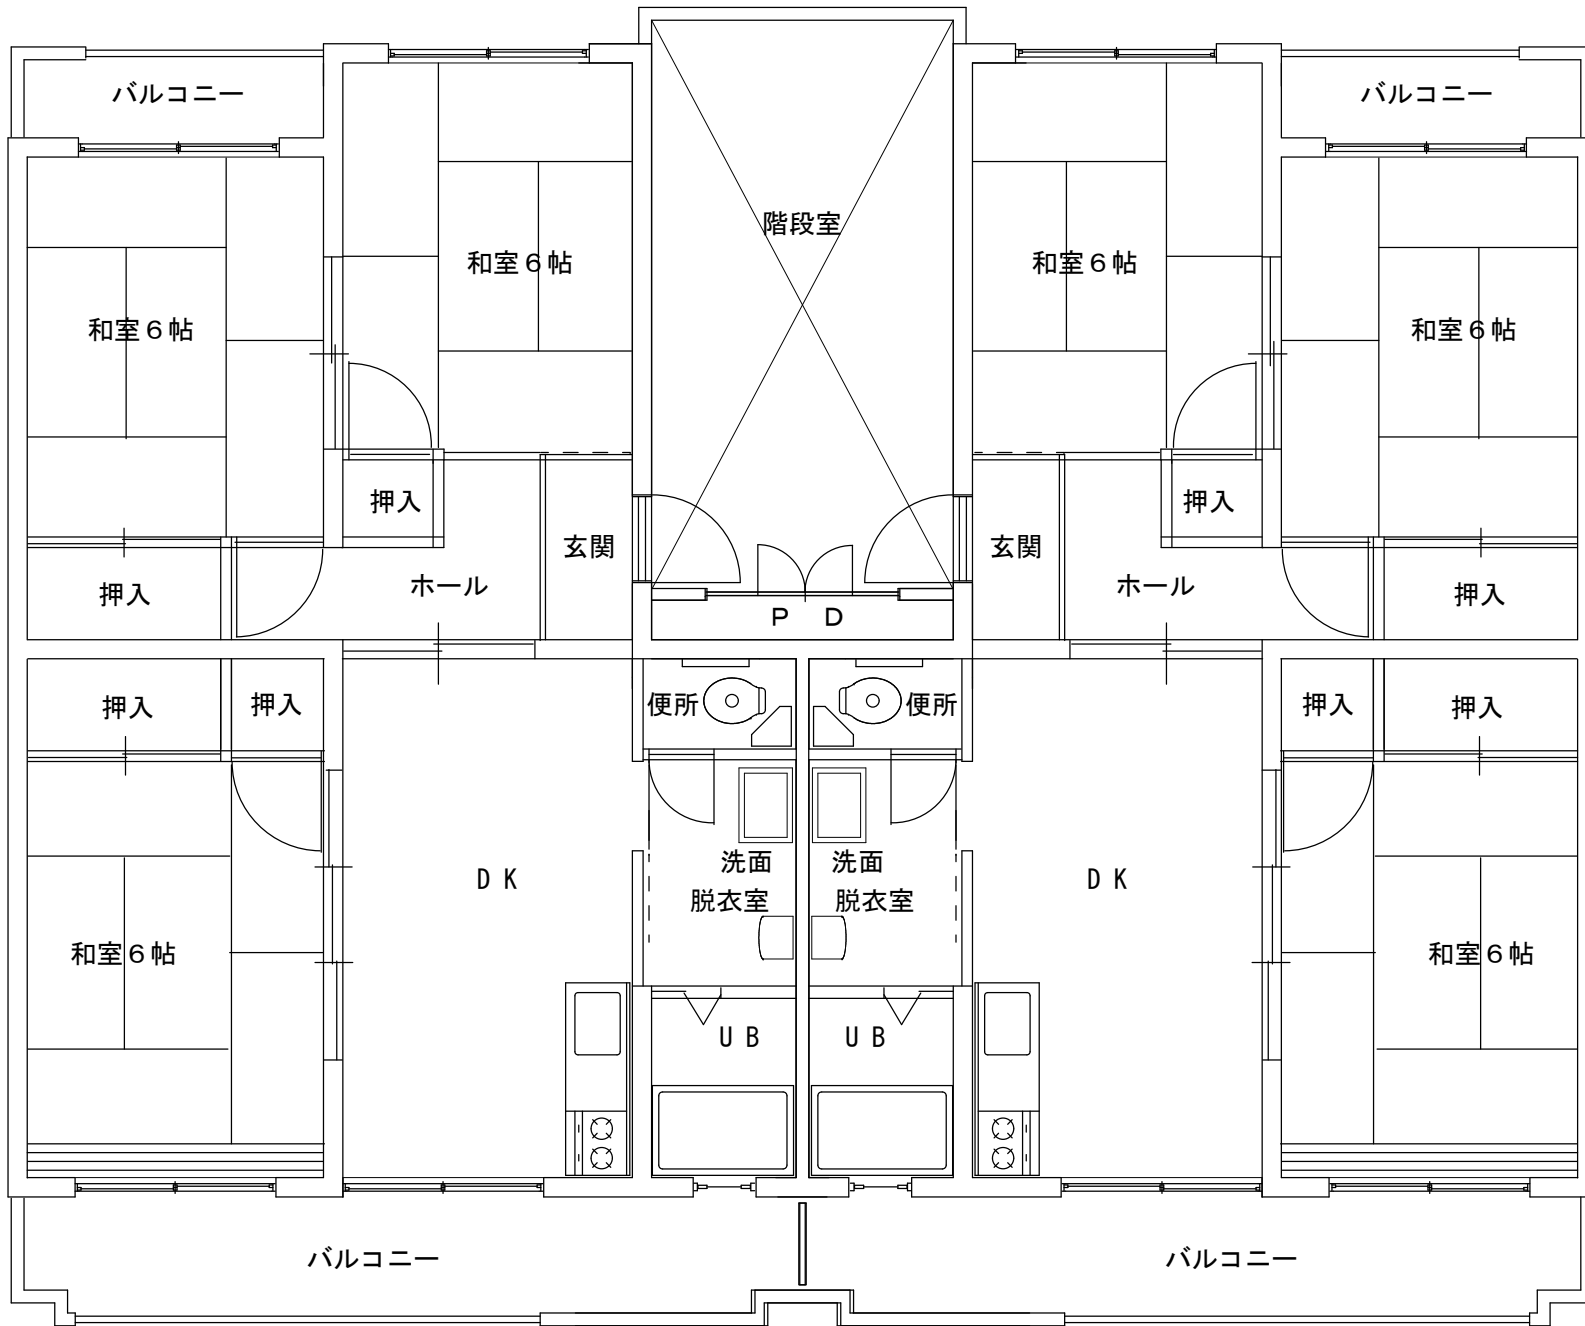 バルコニー
バルコニー
階段室
和室６帖
和室６帖
和室６帖
和室６帖
押入
押入
玄関
玄関
ホール
ホール
押入
押入
ＰＤ
便所
便所
押入
押入
押入
押入
洗面
脱衣室
洗面
脱衣室
ＤＫ
ＤＫ
和室６帖
和室６帖
ＵＢ
ＵＢ
バルコニー
バルコニー